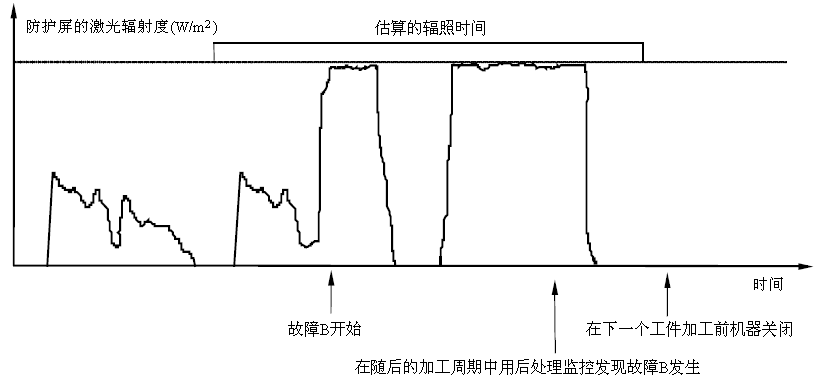 防护屏的激光辐射度(W/m²)
估算的辐照时间
时间
故障B开始
在下一个工件加工前机器关闭
在随后的加工周期中用后处理监控发现故障B发生